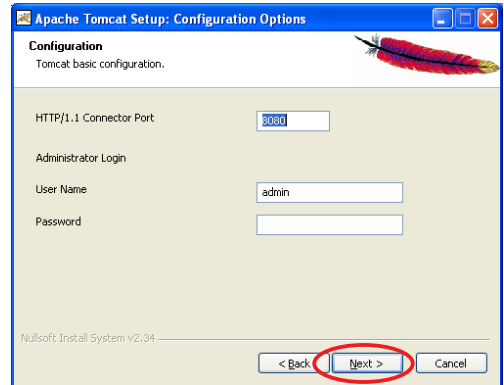 Apache Tomcat Setup: Configuration Options
Configuration
Tomcat basic configuration.
HTTP/1.1 Connector Port 8080
Administrator Login
User Name admin
Password
Nullsoft Install System v2.34
< Back Next > Cancel